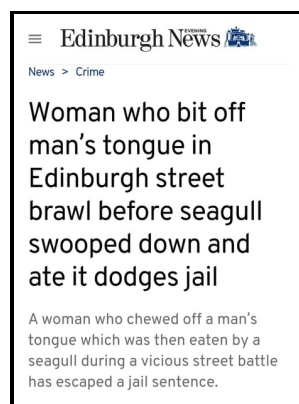 Edinburgh News
EVENING
News > Crime
Woman who bit off
man's tongue in
Edinburgh street
brawl before seagull
swooped down and
ate it dodges jail
A woman who chewed off a man's
tongue which was then eaten by a
seagull during a vicious street battle
has escaped a jail sentence.